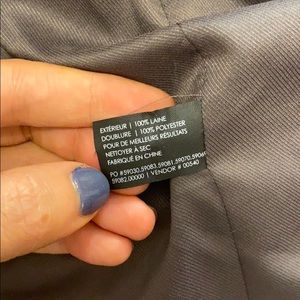 EXTÉRIEUR | 100% LAINE
DOUBLURE | 100% POLYESTER
POUR DE MEILLEURS RÉSULTATS
NETTOYER À SEC
FABRIQUÉ EN CHINE
PO #59030,59083,59081,59070,5906
59082,00000 | VENDOR # 00540